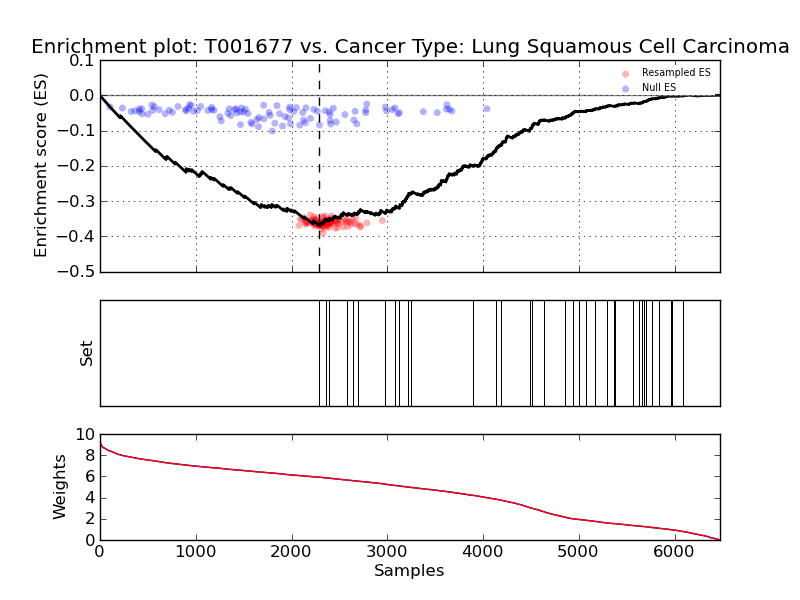 Enrichment plot: T001677 vs. Cancer Type: Lung Squamous Cell Carcinoma
0.1
0.0
−0.1
−0.2
−0.3
−0.4
−0.5
Enrichment score (ES)
Resampled ES
Null ES
Set
10
8
6
4
2
0
Weights
0
1000
2000
3000
4000
5000
6000
Samples